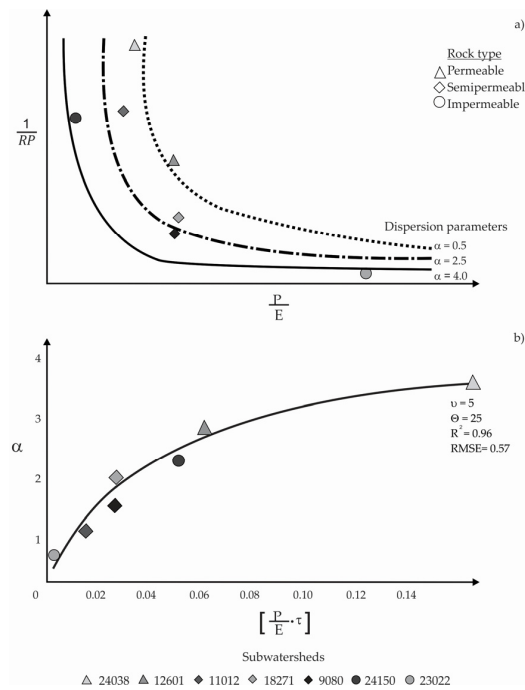 a)
Rock type
Permeable
Semipermeabl
Impermeable
1
RP
Dispersion parameters
α = 0.5
α = 2.5
α = 4.0
P
E
b)
4
3
α
2
1
υ = 5
Θ = 25
R² = 0.96
RMSE= 0.57
0 0.02 0.04 0.06 0.08 0.10 0.12 0.14
[P/E · τ]
Subwatersheds
24038 12601 11012 18271 9080 24150 23022